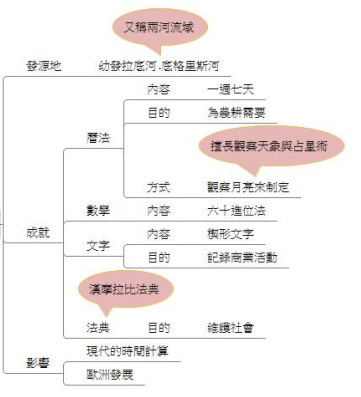 又稱兩河流域
發源地 幼發拉底河.底格里斯河
內容 一週七天
目的 為農耕需要
曆法
擅長觀察天象與占星術
方式 觀察月亮來制定
數學 內容 六十進位法
成就
內容 楔形文字
文字
目的 記錄商業活動
漢摩拉比法典
法典 目的 維護社會
現代的時間計算
影響
歐洲發展